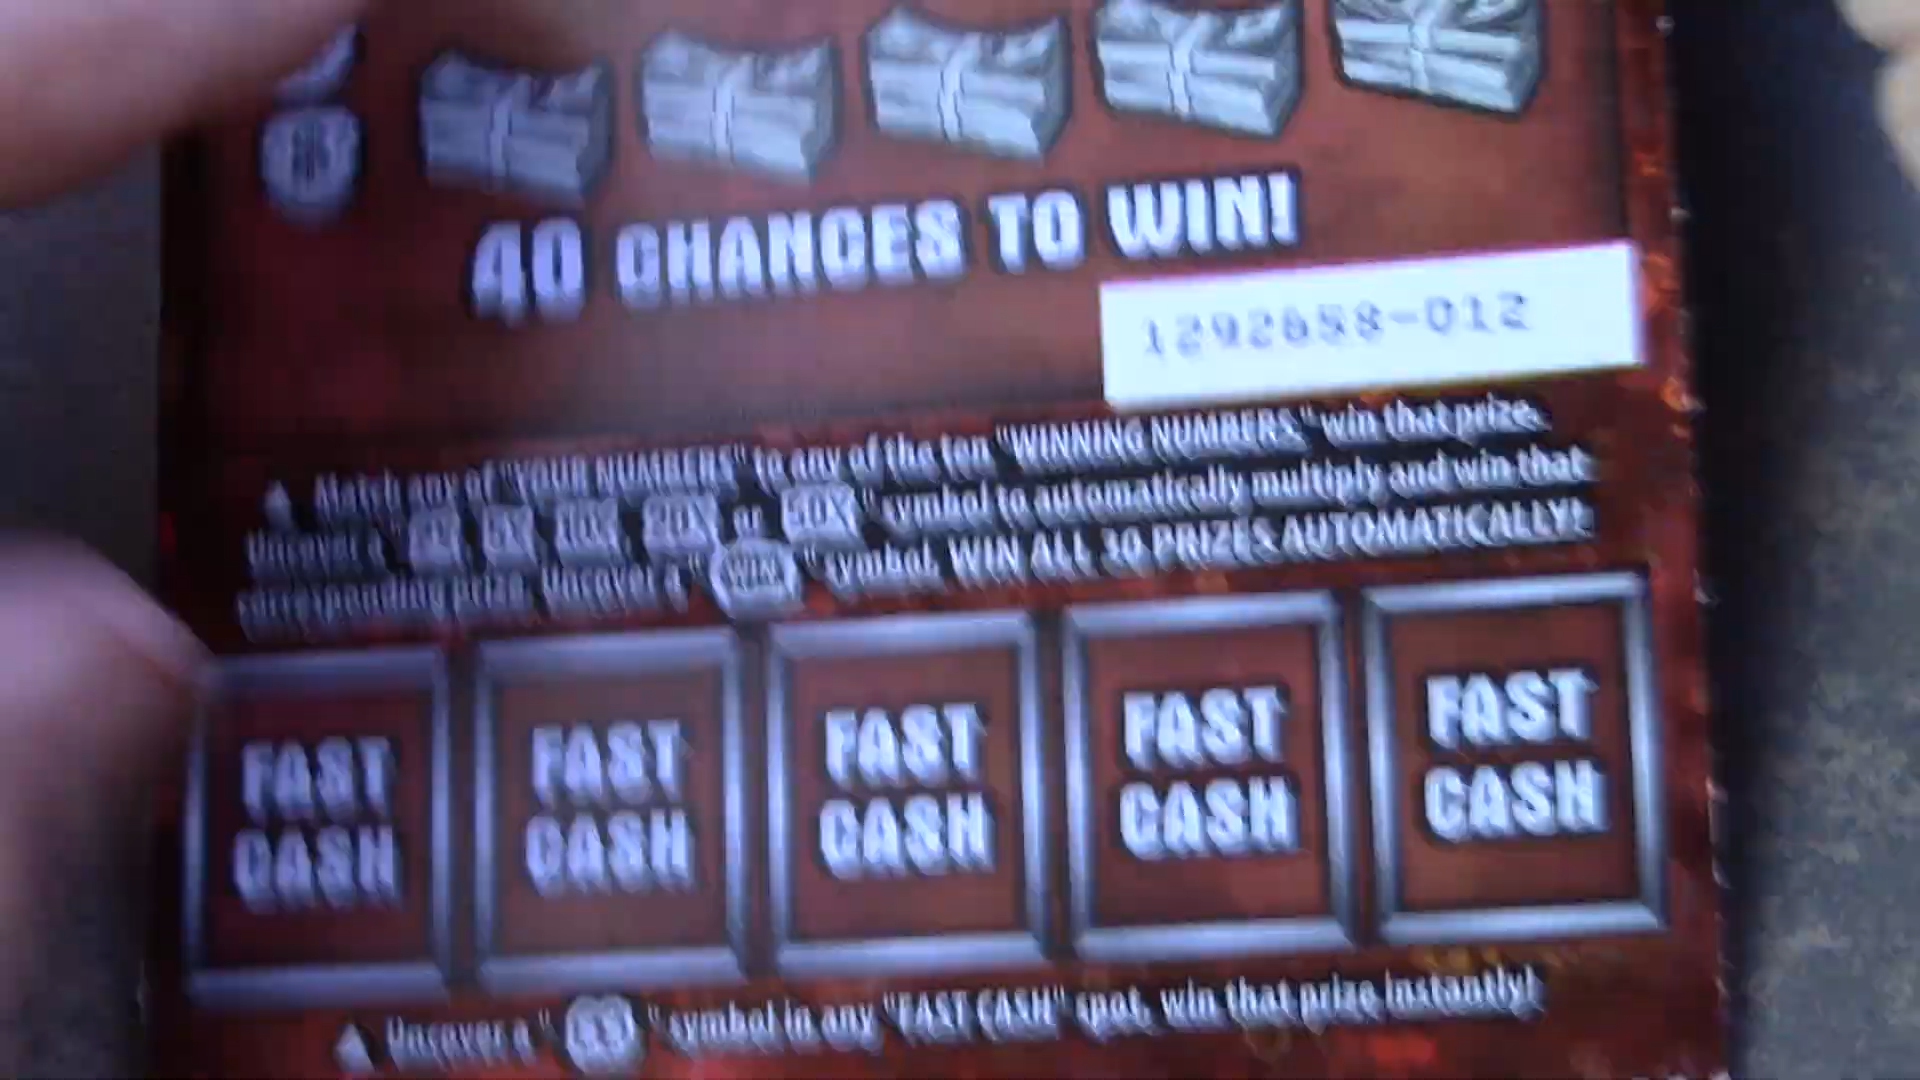 40 CHANCES TO WIN!
1292658-012
Match any of "YOUR NUMBERS" to any of the ten "WINNING NUMBERS," win that prize.
Uncover a " 5X, 10X, 20X or 50X " symbol to automatically multiply and win that
corresponding prize. Uncover a " WIN " symbol, WIN ALL 30 PRIZES AUTOMATICALLY!
FAST CASH
FAST CASH
FAST CASH
FAST CASH
FAST CASH
Uncover a " " symbol in any "FAST CASH" spot, win that prize instantly!